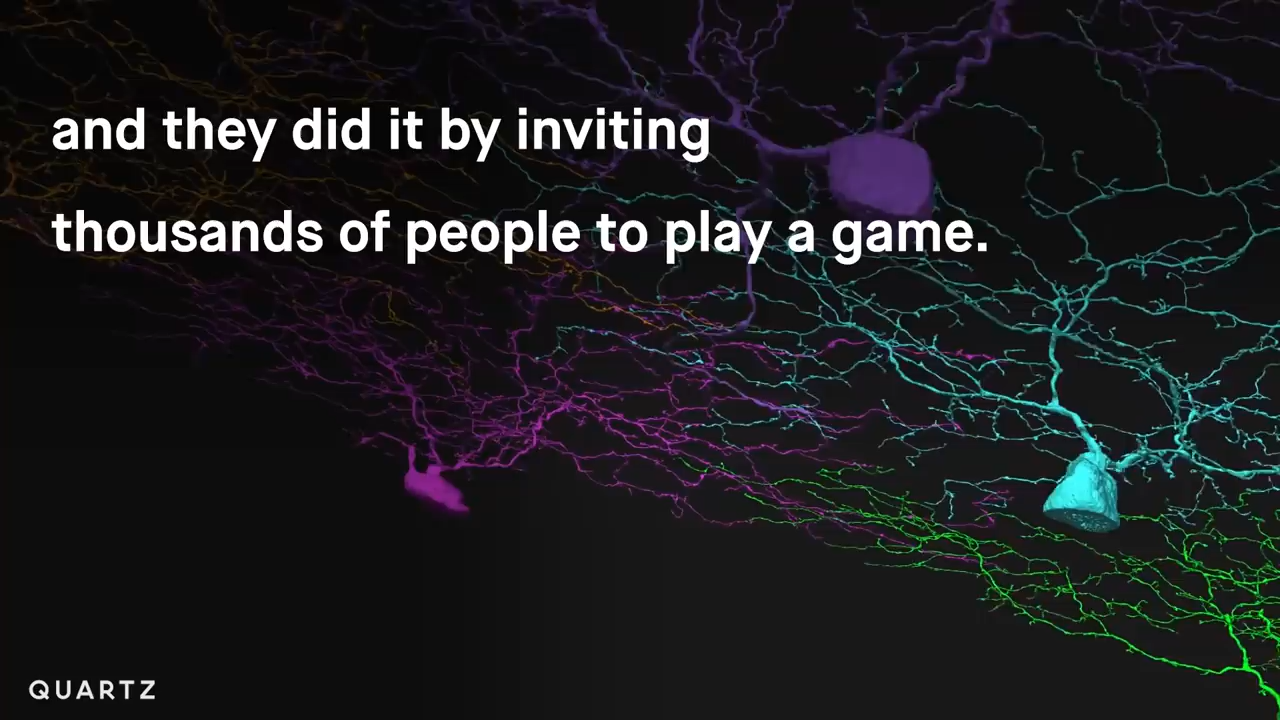 and they did it by inviting
thousands of people to play a game.
QUARTZ